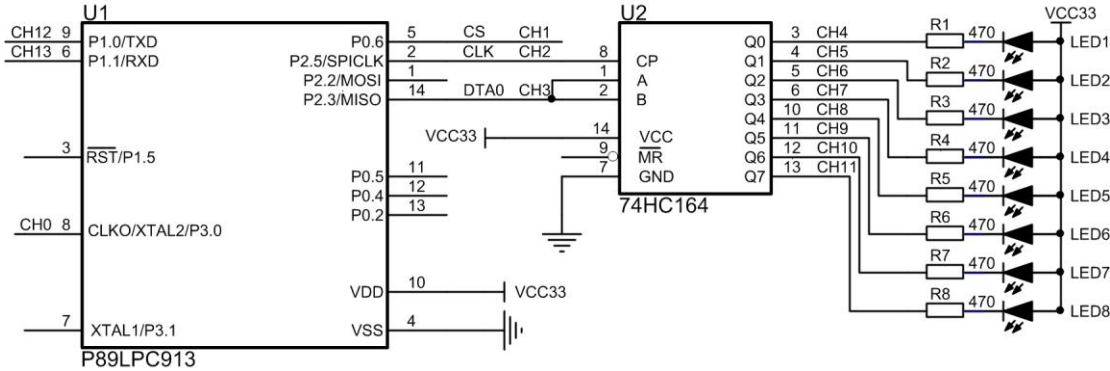 U1
CH12 9 P1.0/TXD
CH13 6 P1.1/RXD
3 RST/P1.5
CH0 8 CLKO/XTAL2/P3.0
7 XTAL1/P3.1
P0.6 5 CS CH1
P2.5/SPICLK 2 CLK CH2
P2.2/MOSI 1
P2.3/MISO 14 DTA0 CH3
P0.5 11
P0.4 12
P0.2 13
VDD 10 VCC33
VSS 4
P89LPC913
U2
8 CP
1 A
2 B
VCC33 14 VCC
9 MR
7 GND
Q0 3 CH4
Q1 4 CH5
Q2 5 CH6
Q3 6 CH7
Q4 10 CH8
Q5 11 CH9
Q6 12 CH10
Q7 13 CH11
74HC164
VCC33
R1 470 LED1
R2 470 LED2
R3 470 LED3
R4 470 LED4
R5 470 LED5
R6 470 LED6
R7 470 LED7
R8 470 LED8